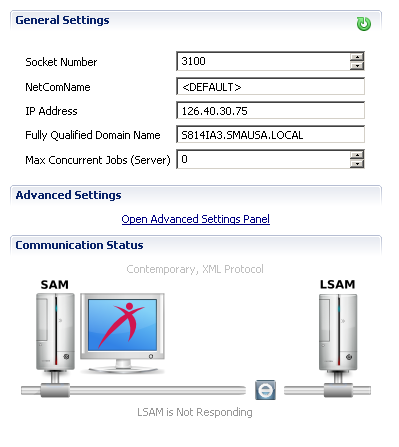 General Settings
Socket Number 3100
NetComName <DEFAULT>
IP Address 126.40.30.75
Fully Qualified Domain Name S814IA3.SMAUSA.LOCAL
Max Concurrent Jobs (Server) 0
Advanced Settings
Open Advanced Settings Panel
Communication Status
Contemporary, XML Protocol
SAM LSAM
LSAM is Not Responding